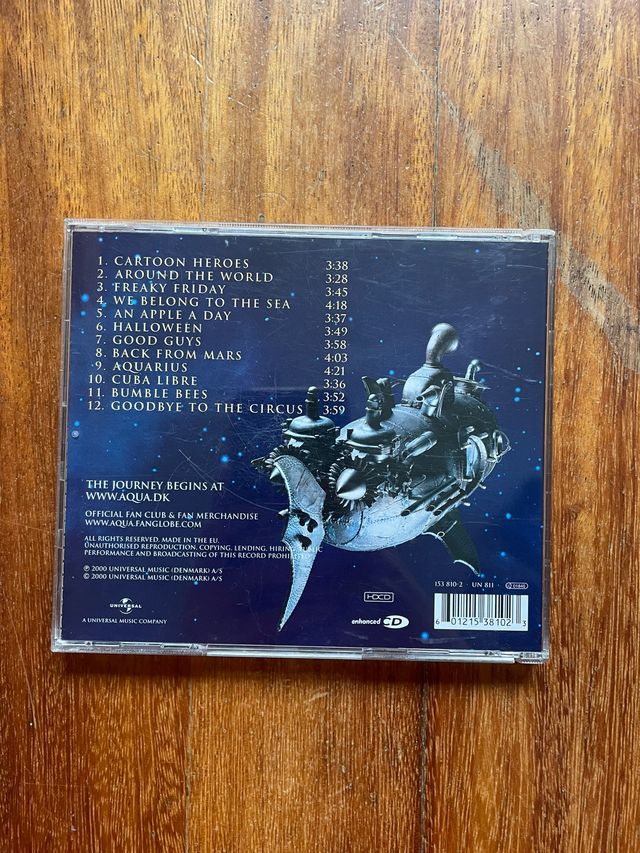 1. CARTOON HEROES 3:38
2. AROUND THE WORLD 3:28
3. FREAKY FRIDAY 3:45
4. WE BELONG TO THE SEA 4:18
5. AN APPLE A DAY 3:37
6. HALLOWEEN 3:49
7. GOOD GUYS 3:58
8. BACK FROM MARS 4:03
9. AQUARIUS 4:21
10. CUBA LIBRE 3:36
11. BUMBLE BEES 3:52
12. GOODBYE TO THE CIRCUS 3:59
THE JOURNEY BEGINS AT
WWW.AQUA.DK
OFFICIAL FAN CLUB & FAN MERCHANDISE
WWW.AQUA.FANGLOBE.COM
ALL RIGHTS RESERVED. MADE IN THE EU.
UNAUTHORISED REPRODUCTION, COPYING, LENDING, HIRING, PUBLIC
PERFORMANCE AND BROADCASTING OF THIS RECORD PROHIBITED
℗ 2000 UNIVERSAL MUSIC (DENMARK) A/S
© 2000 UNIVERSAL MUSIC (DENMARK) A/S
UNIVERSAL
A UNIVERSAL MUSIC COMPANY
HDCD
enhanced CD
153 810-2 UN 811
6 01215 38102 3